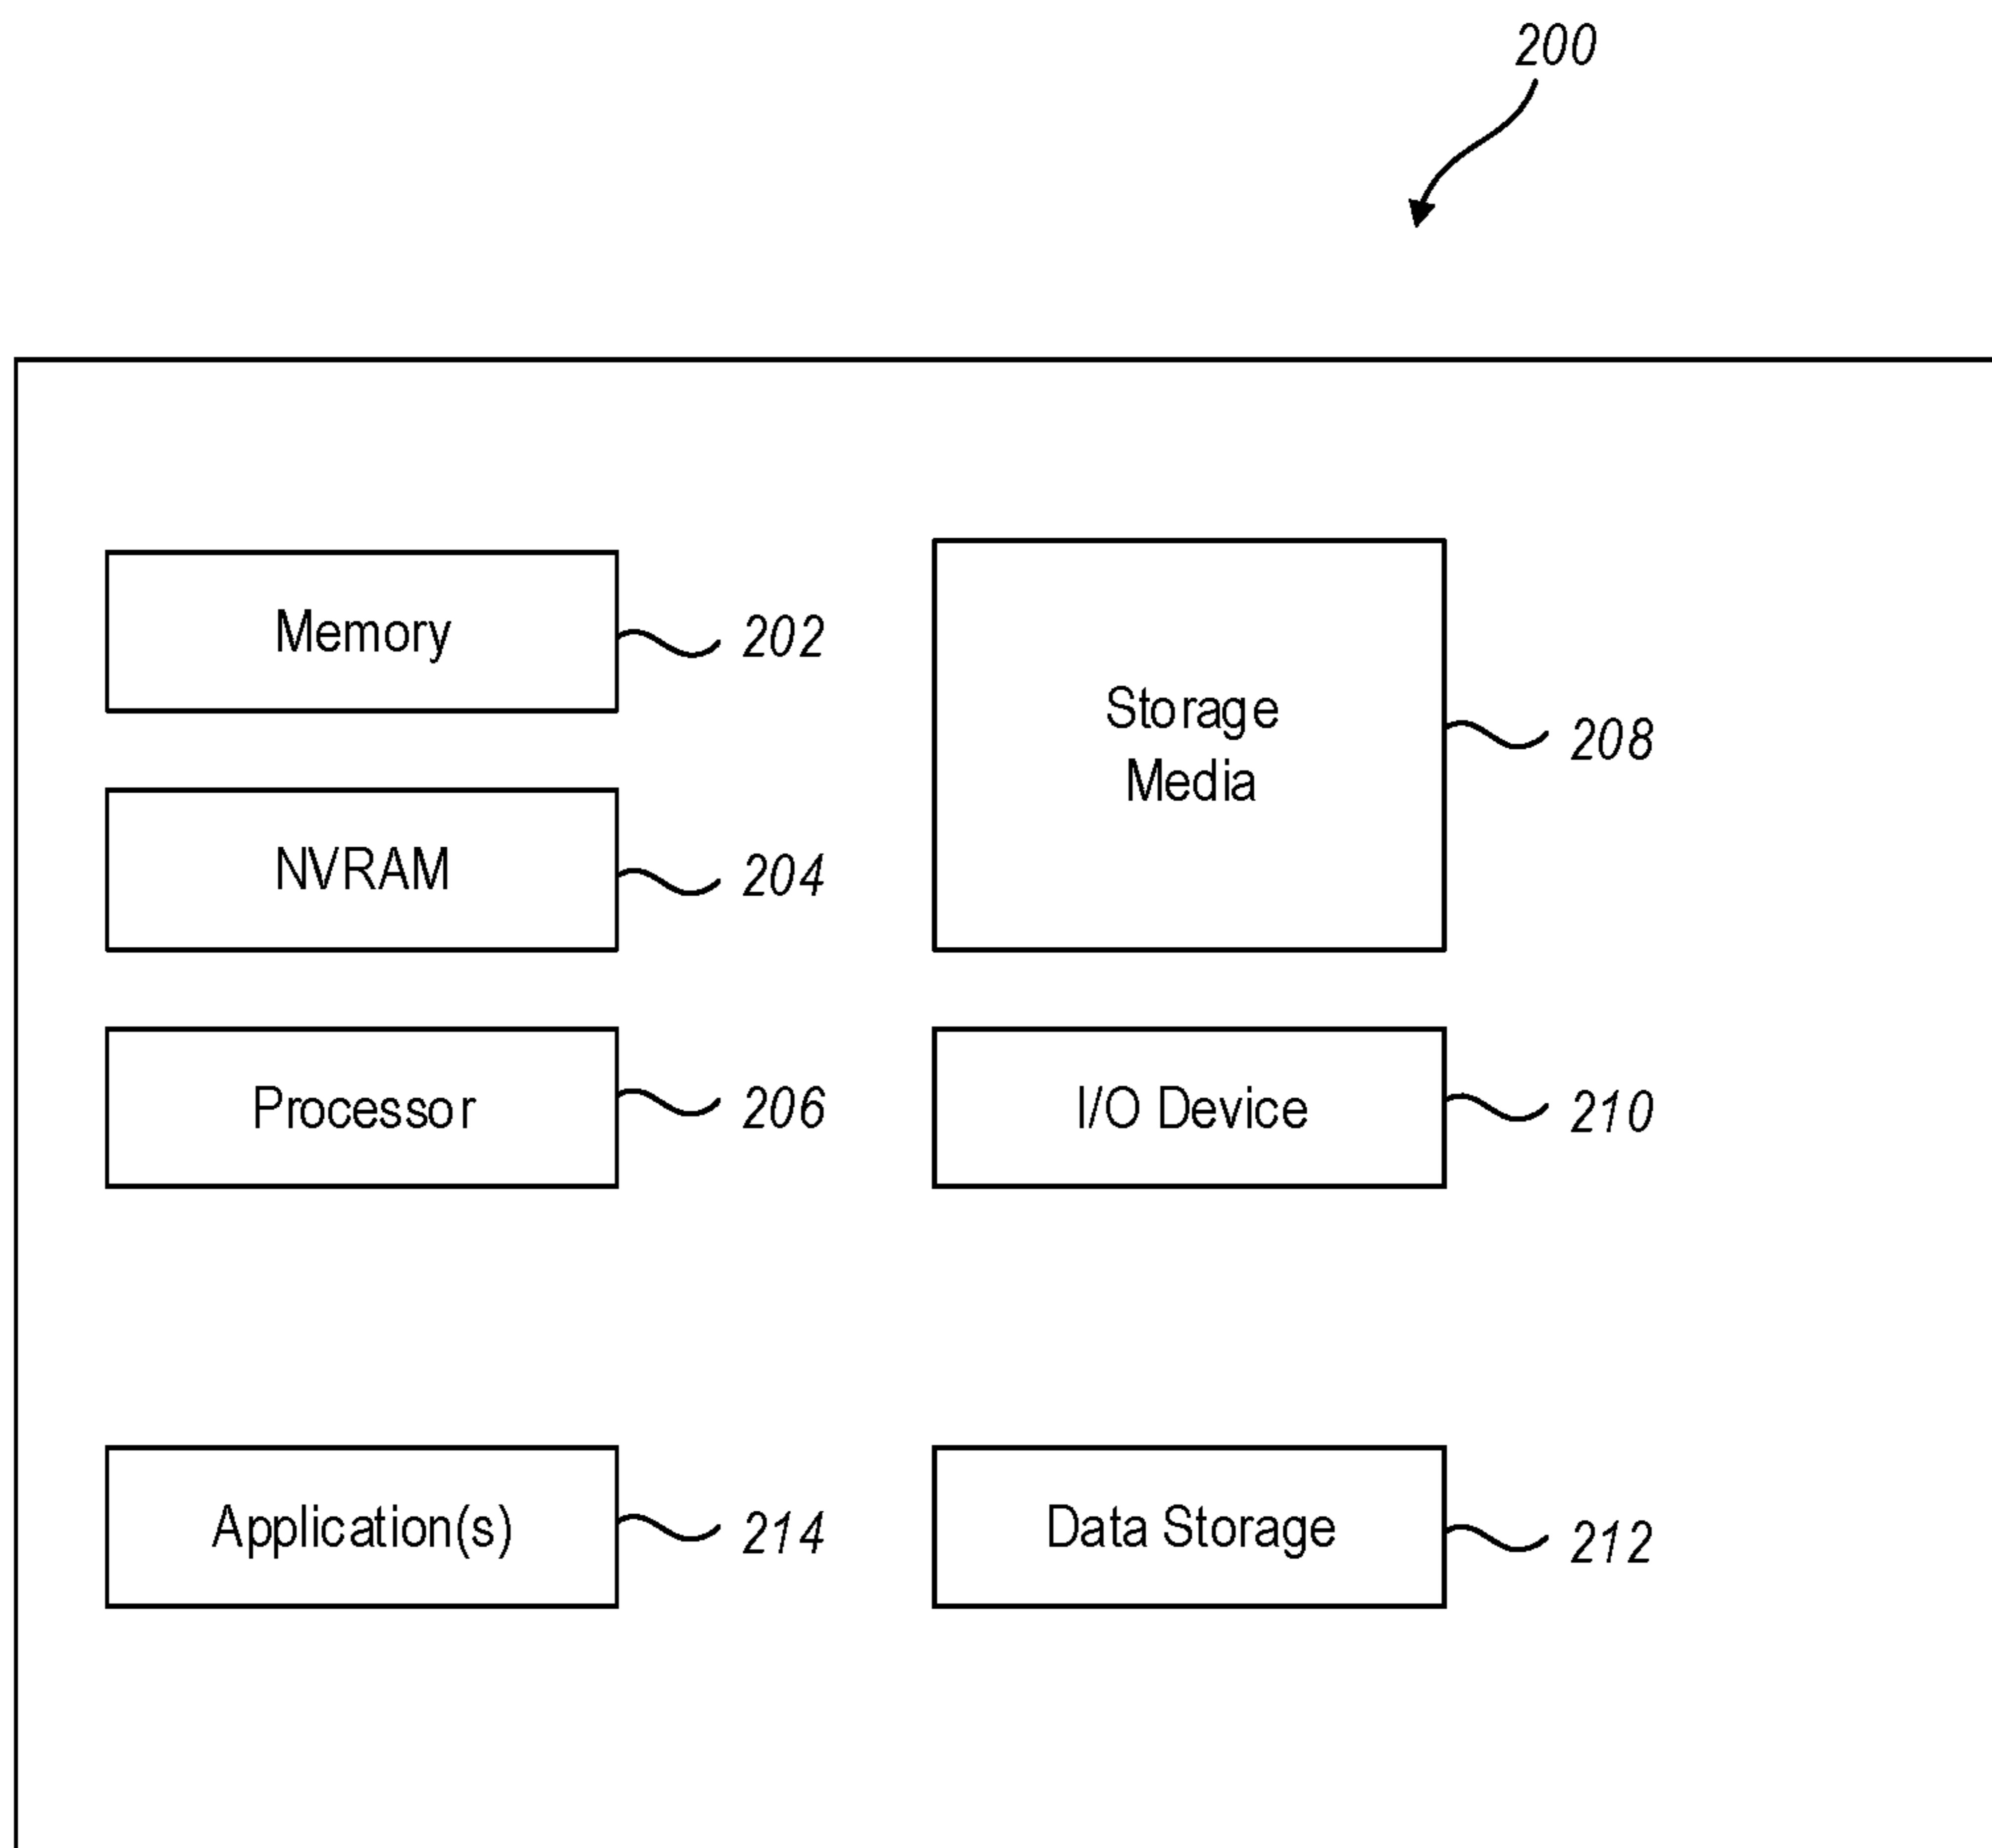 200
Memory
202
Storage
Media
208
NVRAM
204
Processor
206
I/O Device
210
Application(s)
214
Data Storage
212